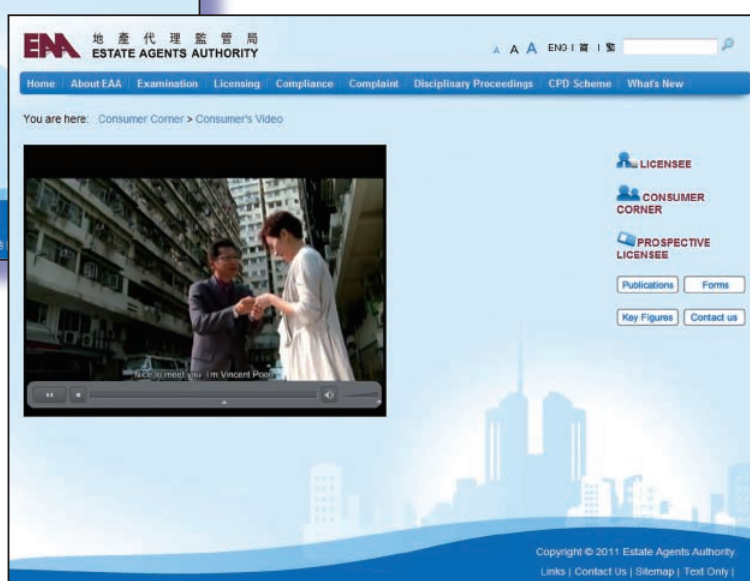 EAA 地產代理監管局
ESTATE AGENTS AUTHORITY
A A A ENG | 簡 | 繁
Home About EAA Examination Licensing Compliance Complaint Disciplinary Proceedings CPD Scheme What's New
You are here: Consumer Corner > Consumer's Video
Nice to meet you. I'm Vincent Poon
LICENSEE
CONSUMER
CORNER
PROSPECTIVE
LICENSEE
Publications Forms
Key Figures Contact us
Copyright © 2011 Estate Agents Authority.
Links | Contact Us | Sitemap | Text Only |